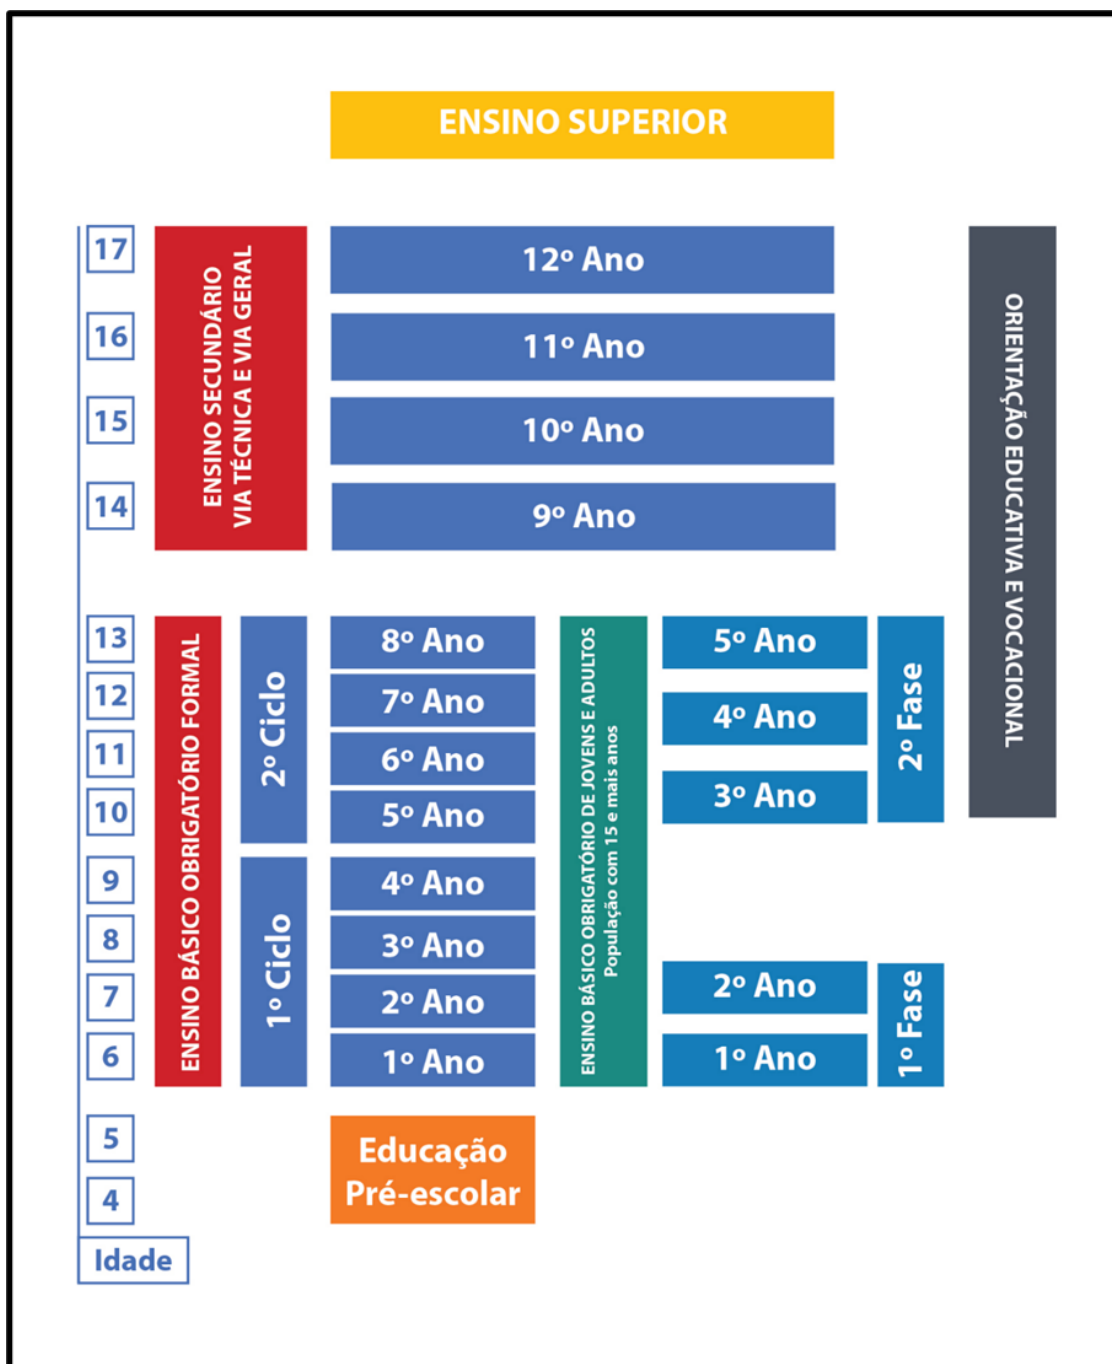 ENSINO SUPERIOR
17
ENSINO SECUNDÁRIO
VIA TÉCNICA E VIA GERAL
12º Ano
ORIENTAÇÃO EDUCATIVA E VOCACIONAL
16
11º Ano
15
10º Ano
14
9º Ano
13
ENSINO BÁSICO OBRIGATÓRIO FORMAL
2º Ciclo
8º Ano
ENSINO BÁSICO OBRIGATÓRIO DE JOVENS E ADULTOS
População com 15 e mais anos
5º Ano
2º Fase
12
7º Ano
4º Ano
11
6º Ano
3º Ano
10
5º Ano
9
1º Ciclo
4º Ano
8
3º Ano
7
2º Ano
2º Ano
1º Fase
6
1º Ano
1º Ano
5
Educação
Pré-escolar
4
Idade